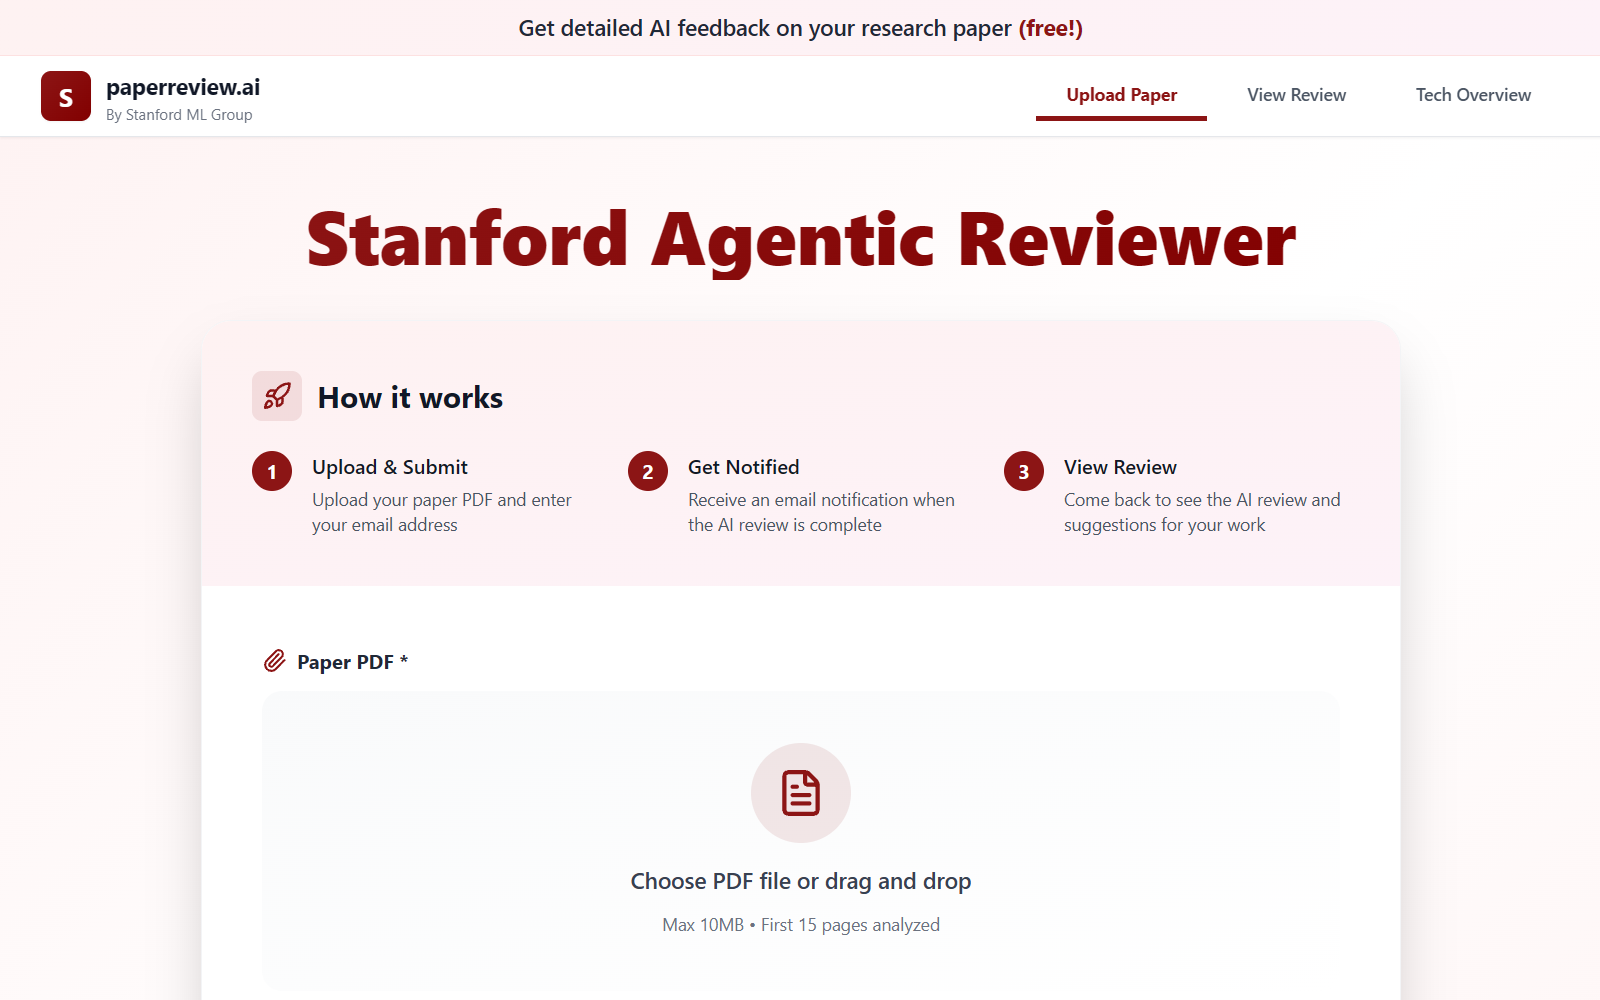 Get detailed AI feedback on your research paper (free!)
S
paperreview.ai
By Stanford ML Group
Upload Paper
View Review
Tech Overview
Stanford Agentic Reviewer
How it works
1
Upload & Submit
Upload your paper PDF and enter
your email address
2
Get Notified
Receive an email notification when
the AI review is complete
3
View Review
Come back to see the AI review and
suggestions for your work
Paper PDF *
Choose PDF file or drag and drop
Max 10MB • First 15 pages analyzed